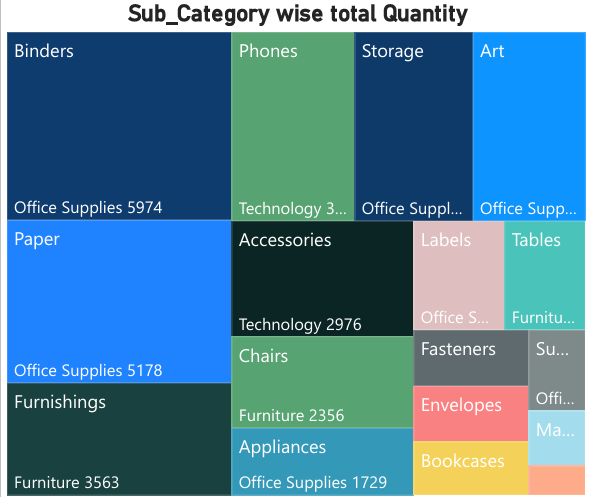 Sub_Category wise total Quantity
Binders
Office Supplies 5974
Phones
Technology 3...
Storage
Office Suppl...
Art
Office Supp...
Paper
Office Supplies 5178
Accessories
Technology 2976
Labels
Office S...
Tables
Furnitu...
Chairs
Furniture 2356
Fasteners
Su...
Offi...
Furnishings
Furniture 3563
Envelopes
Ma...
Appliances
Office Supplies 1729
Bookcases